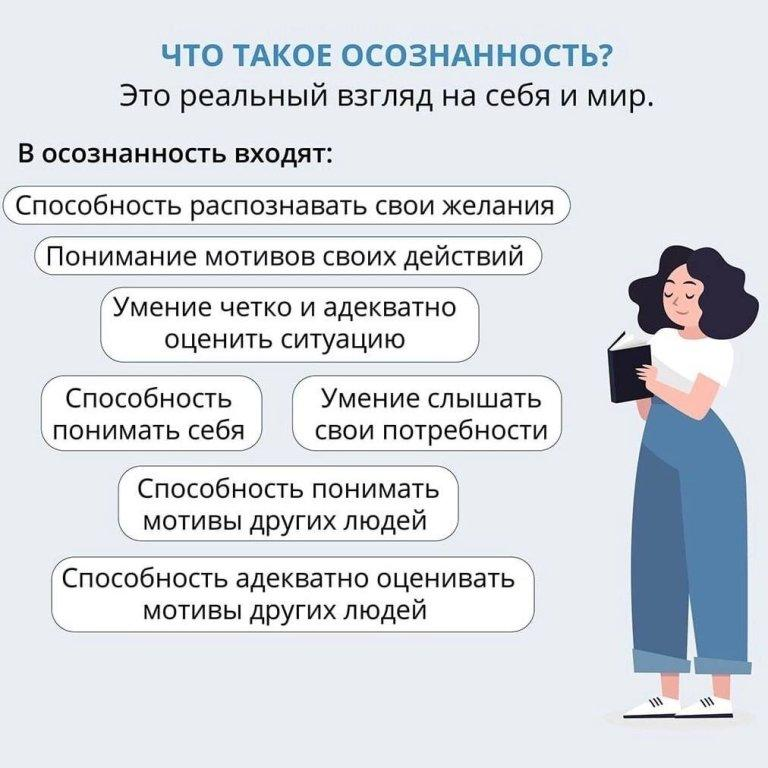 ЧТО ТАКОЕ ОСОЗНАННОСТЬ?
Это реальный взгляд на себя и мир.
В осознанность входят:
Способность распознавать свои желания
Понимание мотивов своих действий
Умение четко и адекватно
оценить ситуацию
Способность
понимать себя
Умение слышать
свои потребности
Способность понимать
мотивы других людей
Способность адекватно оценивать
мотивы других людей